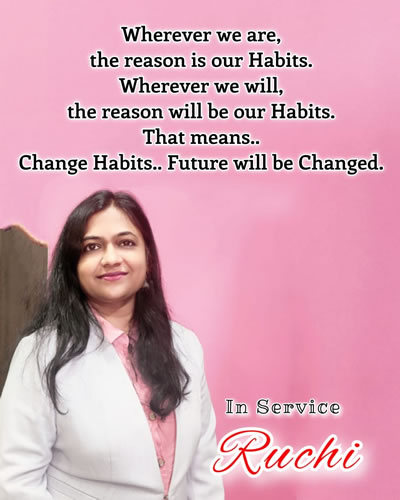 Wherever we are,
the reason is our Habits.
Wherever we will,
the reason will be our Habits.
That means..
Change Habits.. Future will be Changed.
In Service
Ruchi